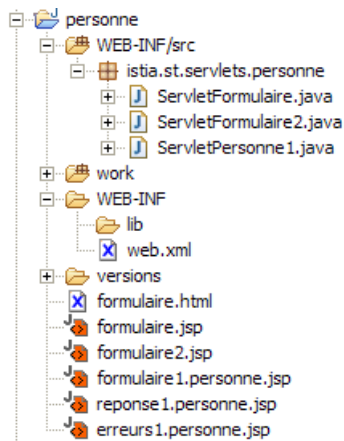 personne
WEB-INF/src
istia.st.servlets.personne
ServletFormulaire.java
ServletFormulaire2.java
ServletPersonne1.java
work
WEB-INF
lib
web.xml
versions
formulaire.html
formulaire.jsp
formulaire2.jsp
formulaire1.personne.jsp
reponse1.personne.jsp
erreurs1.personne.jsp